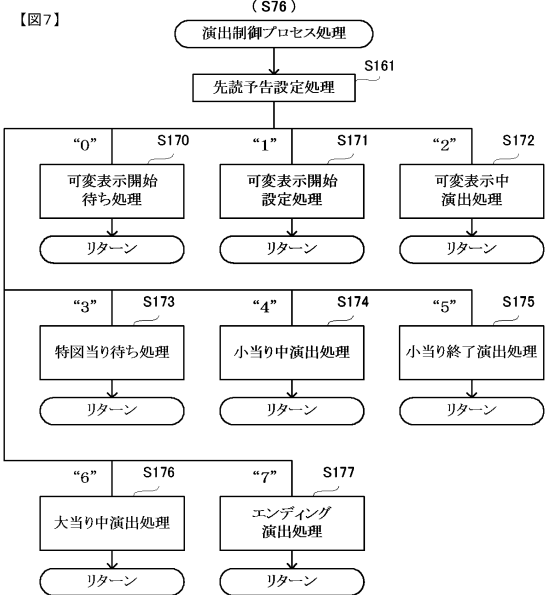 【図7】
(S76)
演出制御プロセス処理
S161
先読予告設定処理
“0”
S170
可変表示開始
待ち処理
リターン
“1”
S171
可変表示開始
設定処理
リターン
“2”
S172
可変表示中
演出処理
リターン
“3”
S173
特図当り待ち処理
リターン
“4”
S174
小当り中演出処理
リターン
“5”
S175
小当り終了演出処理
リターン
“6”
S176
大当り中演出処理
リターン
“7”
S177
エンディング
演出処理
リターン